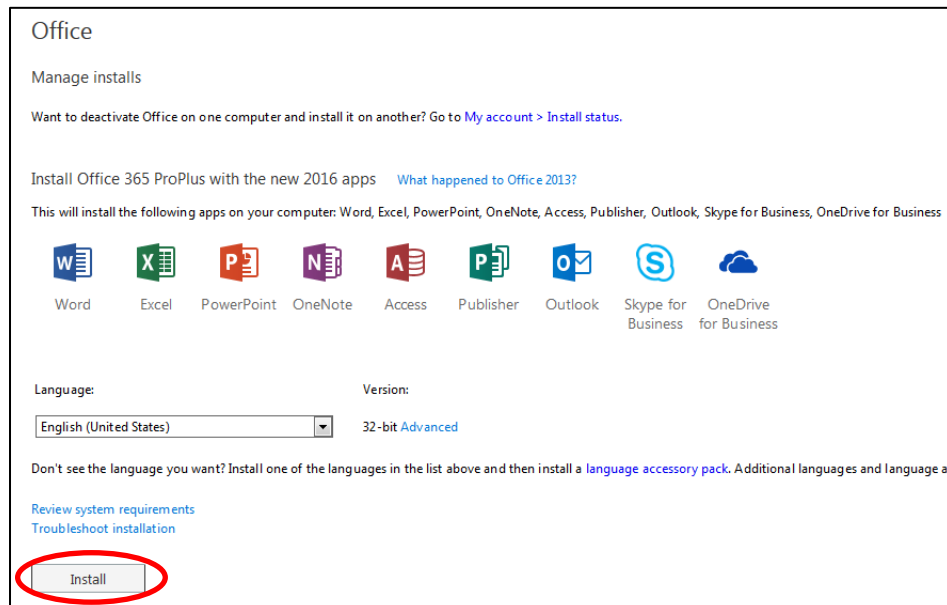 Office
Manage installs
Want to deactivate Office on one computer and install it on another? Go to My account > Install status.
Install Office 365 ProPlus with the new 2016 apps What happened to Office 2013?
This will install the following apps on your computer: Word, Excel, PowerPoint, OneNote, Access, Publisher, Outlook, Skype for Business, OneDrive for Business
W X P N A P O S
Word Excel PowerPoint OneNote Access Publisher Outlook Skype for Business OneDrive for Business
Language: Version:
English (United States) 32-bit Advanced
Don't see the language you want? Install one of the languages in the list above and then install a language accessory pack. Additional languages and language a
Review system requirements
Troubleshoot installation
Install